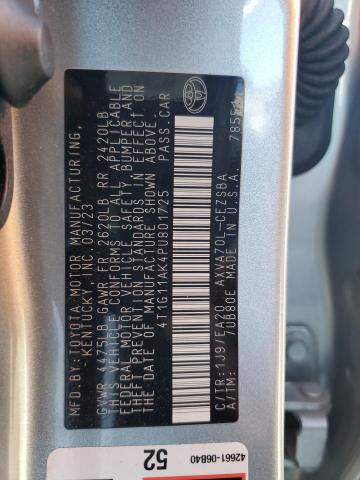 MFD. BY: TOYOTA MOTOR MANUFACTURING,
KENTUCKY, INC. 03/23
GVWR 4475LB GAWR FR 2620LB RR 2420LB
THIS VEHICLE CONFORMS TO ALL APPLICABLE
FEDERAL MOTOR VEHICLE SAFETY, BUMPER, AND
THEFT PREVENTION STANDARDS IN EFFECT ON
THE DATE OF MANUFACTURE SHOWN ABOVE.
4T1G11AK4PU801725 PASS. CAR
C/TR: 1J9/EA20 AXVA70L-CEZSBA
A/TM: /UB80E MADE IN U.S.A.
42661-06B40
52